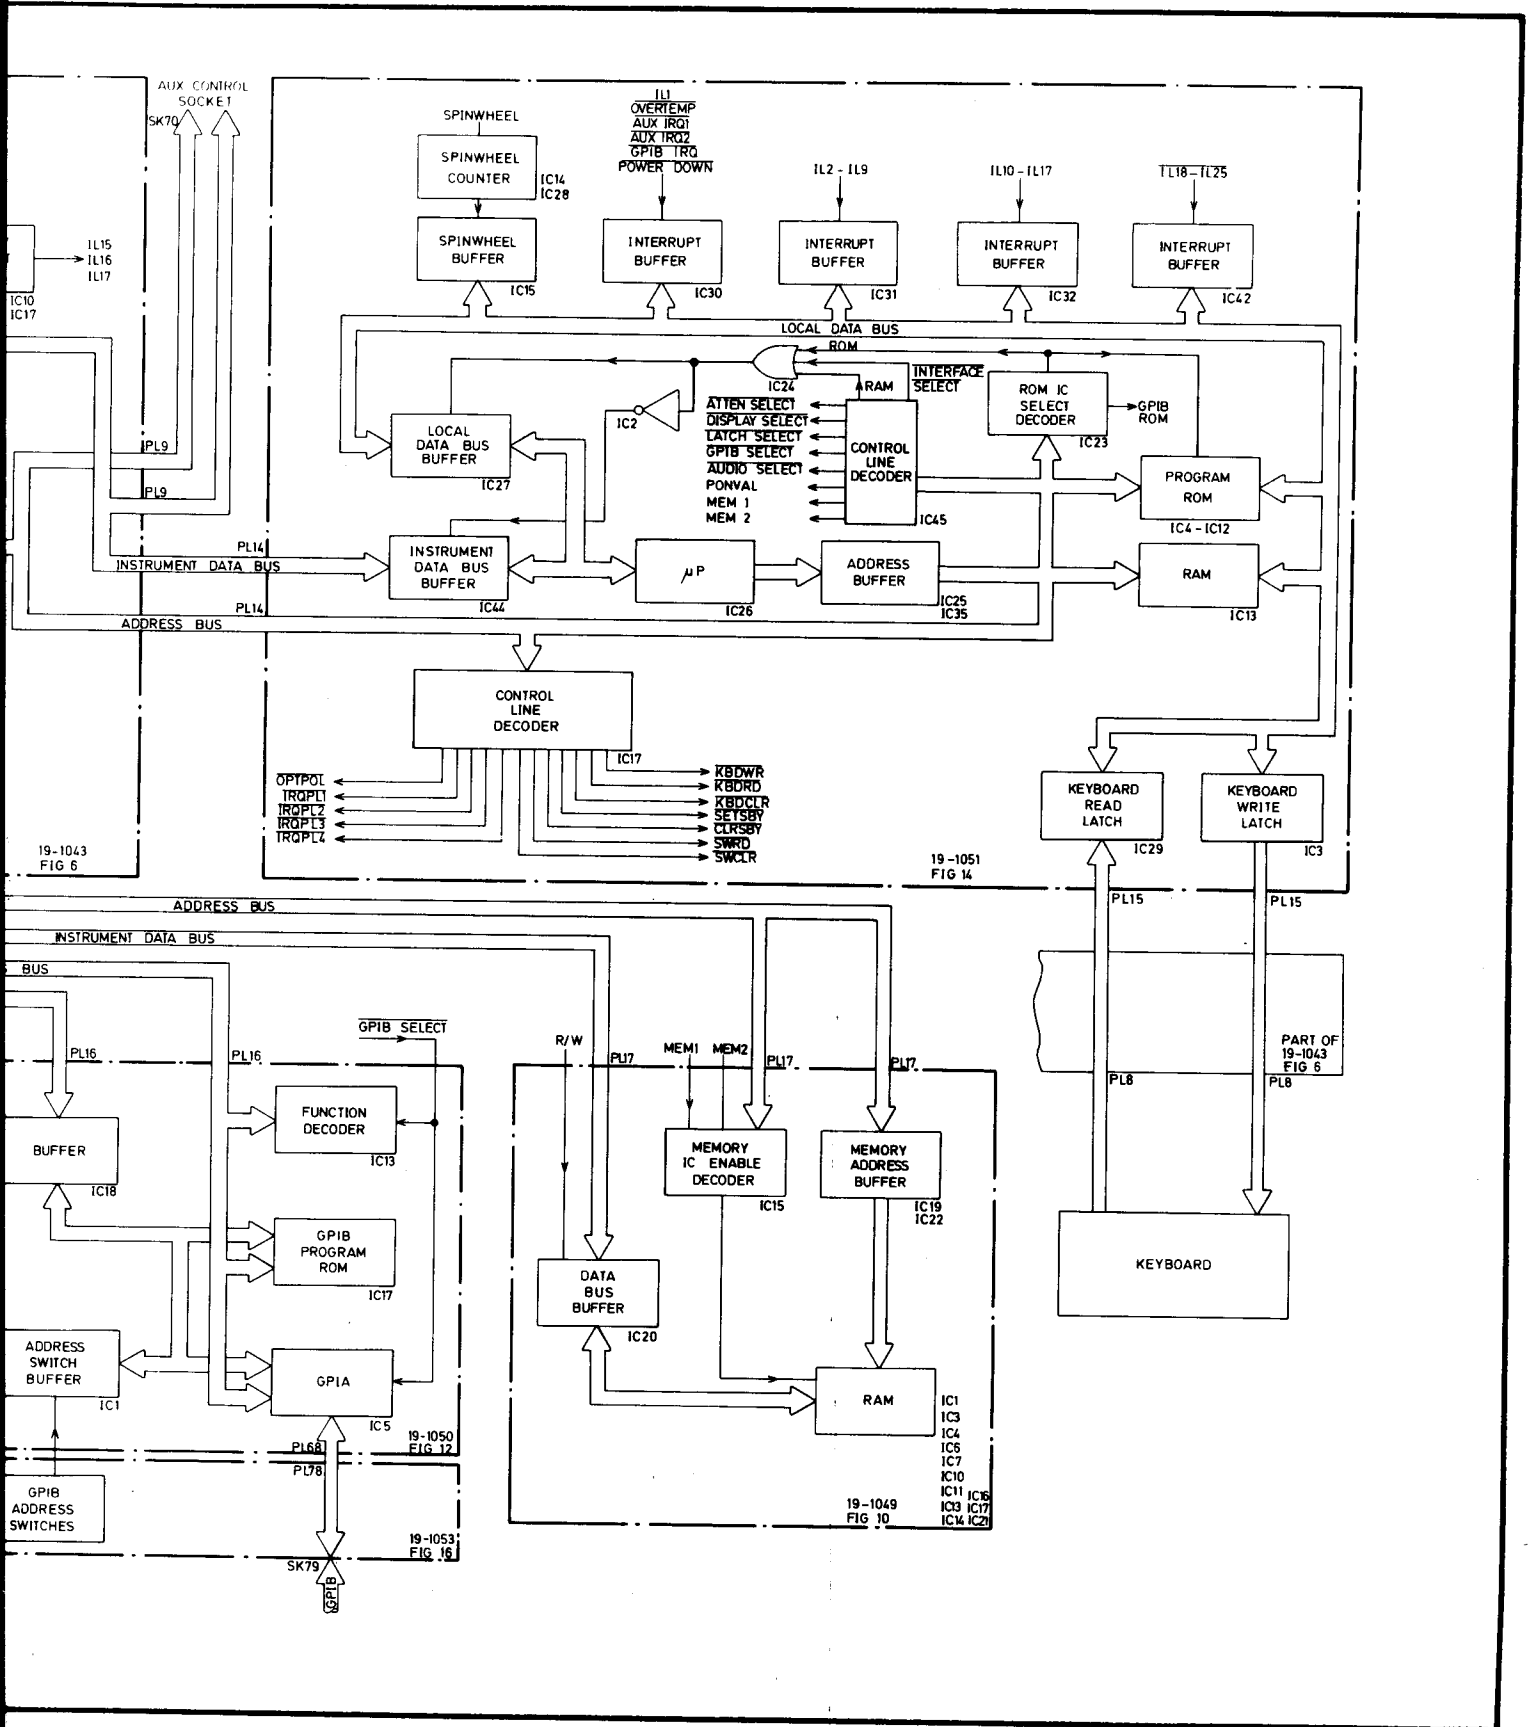 AUX CONTROL
SOCKET
SK70
IL15
IL16
IL17
IC10
IC17
PL9
PL9
PL14
INSTRUMENT DATA BUS
PL14
ADDRESS BUS
19-1043
FIG 6
SPINWHEEL
SPINWHEEL
COUNTER
IC14
IC28
SPINWHEEL
BUFFER
IC15
IL1
OVERTEMP
AUX IRQ1
AUX IRQ2
GPIB IRQ
POWER DOWN
INTERRUPT
BUFFER
IC30
IL2-IL9
INTERRUPT
BUFFER
IC31
IL10-IL17
INTERRUPT
BUFFER
IC32
IL18-IL25
INTERRUPT
BUFFER
IC42
LOCAL DATA BUS
ROM
IC24
RAM
INTERFACE
SELECT
IC2
LOCAL
DATA BUS
BUFFER
IC27
ATTEN SELECT
DISPLAY SELECT
LATCH SELECT
GPIB SELECT
AUDIO SELECT
PONVAL
MEM 1
MEM 2
CONTROL
LINE
DECODER
IC45
ROM IC
SELECT
DECODER
IC23
GPIB
ROM
PROGRAM
ROM
IC4-IC12
INSTRUMENT
DATA BUS
BUFFER
IC44
μP
IC26
ADDRESS
BUFFER
IC25
IC35
RAM
IC13
CONTROL
LINE
DECODER
IC17
OPTPOL
IRQPL1
IRQPL2
IRQPL3
IRQPL4
KBDWR
KBDRD
KBDCLR
SETSBY
CLRSBY
SWRD
SWCLR
KEYBOARD
READ
LATCH
IC29
KEYBOARD
WRITE
LATCH
IC3
19-1051
FIG 14
PL15
PL15
ADDRESS BUS
INSTRUMENT DATA BUS
BUS
PART OF
19-1043
FIG 6
PL8
PL8
KEYBOARD
GPIB SELECT
PL16
PL16
FUNCTION
DECODER
IC13
BUFFER
IC18
GPIB
PROGRAM
ROM
IC17
ADDRESS
SWITCH
BUFFER
IC1
GPIA
IC5
PL68
19-1050
FIG 12
PL78
GPIB
ADDRESS
SWITCHES
19-1053
FIG 16
SK79
GPIB
R/W
PL17
MEM1
MEM2
PL17
PL17
MEMORY
IC ENABLE
DECODER
IC15
MEMORY
ADDRESS
BUFFER
IC19
IC22
DATA
BUS
BUFFER
IC20
RAM
IC1
IC3
IC4
IC6
IC7
IC10
IC11 IC16
IC13 IC17
IC14 IC21
19-1049
FIG 10